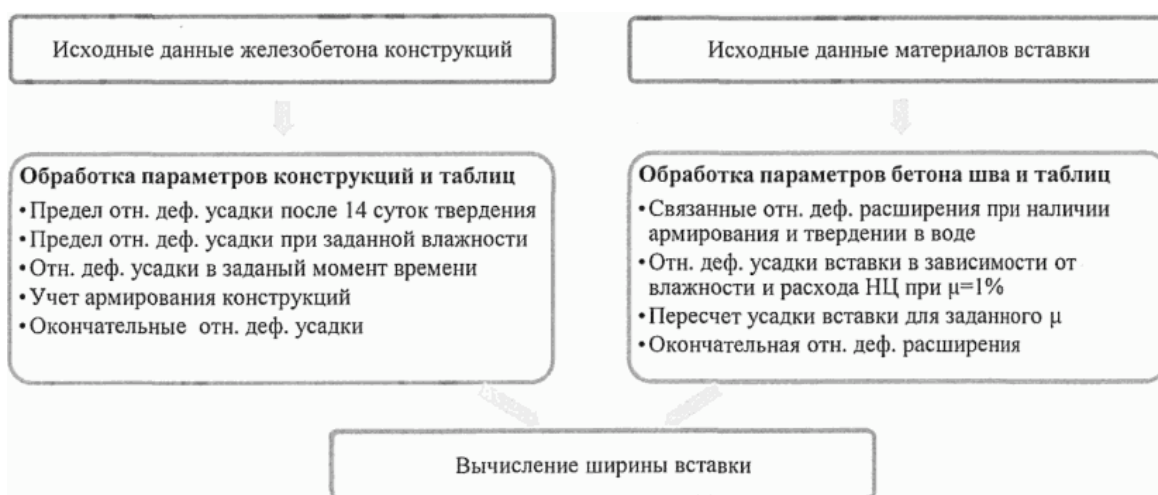 Исходные данные железобетона конструкций
Исходные данные материалов вставки
Обработка параметров конструкций и таблиц
•Предел отн. деф. усадки после 14 суток твердения
•Предел отн. деф. усадки при заданной влажности
•Отн. деф. усадки в заданый момент времени
•Учет армирования конструкций
•Окончательные отн. деф. усадки
Обработка параметров бетона шва и таблиц
•Связанные отн. деф. расширения при наличии
армирования и твердении в воде
•Отн. деф. усадки вставки в зависимости от
влажности и расхода НЦ при μ=1%
•Пересчет усадки вставки для заданного μ
•Окончательная отн. деф. расширения
Вычисление ширины вставки